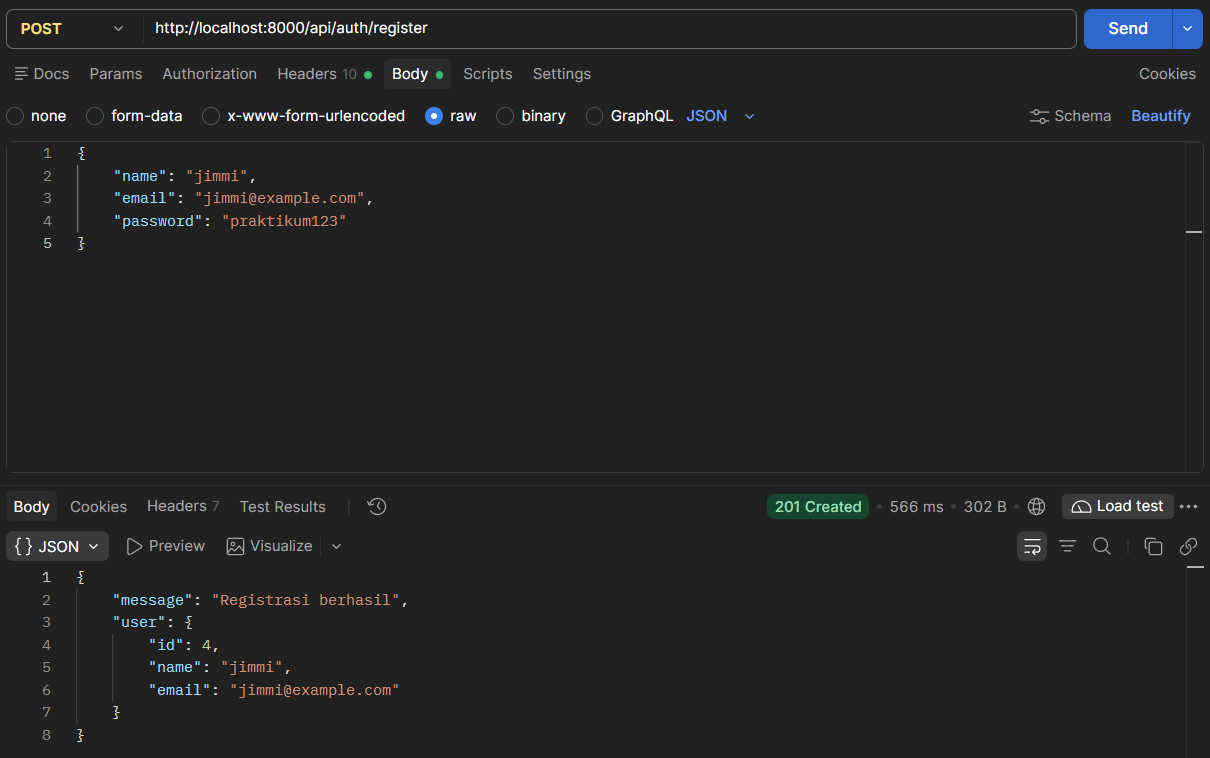 POST http://localhost:8000/api/auth/register Send
Docs Params Authorization Headers 10 Body Scripts Settings Cookies
none form-data x-www-form-urlencoded raw binary GraphQL JSON Schema Beautify
1 {
2 "name": "jimmi",
3 "email": "jimmi@example.com",
4 "password": "praktikum123"
5 }
Body Cookies Headers 7 Test Results 201 Created • 566 ms • 302 B • Load test
{} JSON Preview Visualize
1 {
2 "message": "Registrasi berhasil",
3 "user": {
4 "id": 4,
5 "name": "jimmi",
6 "email": "jimmi@example.com"
7 }
8 }